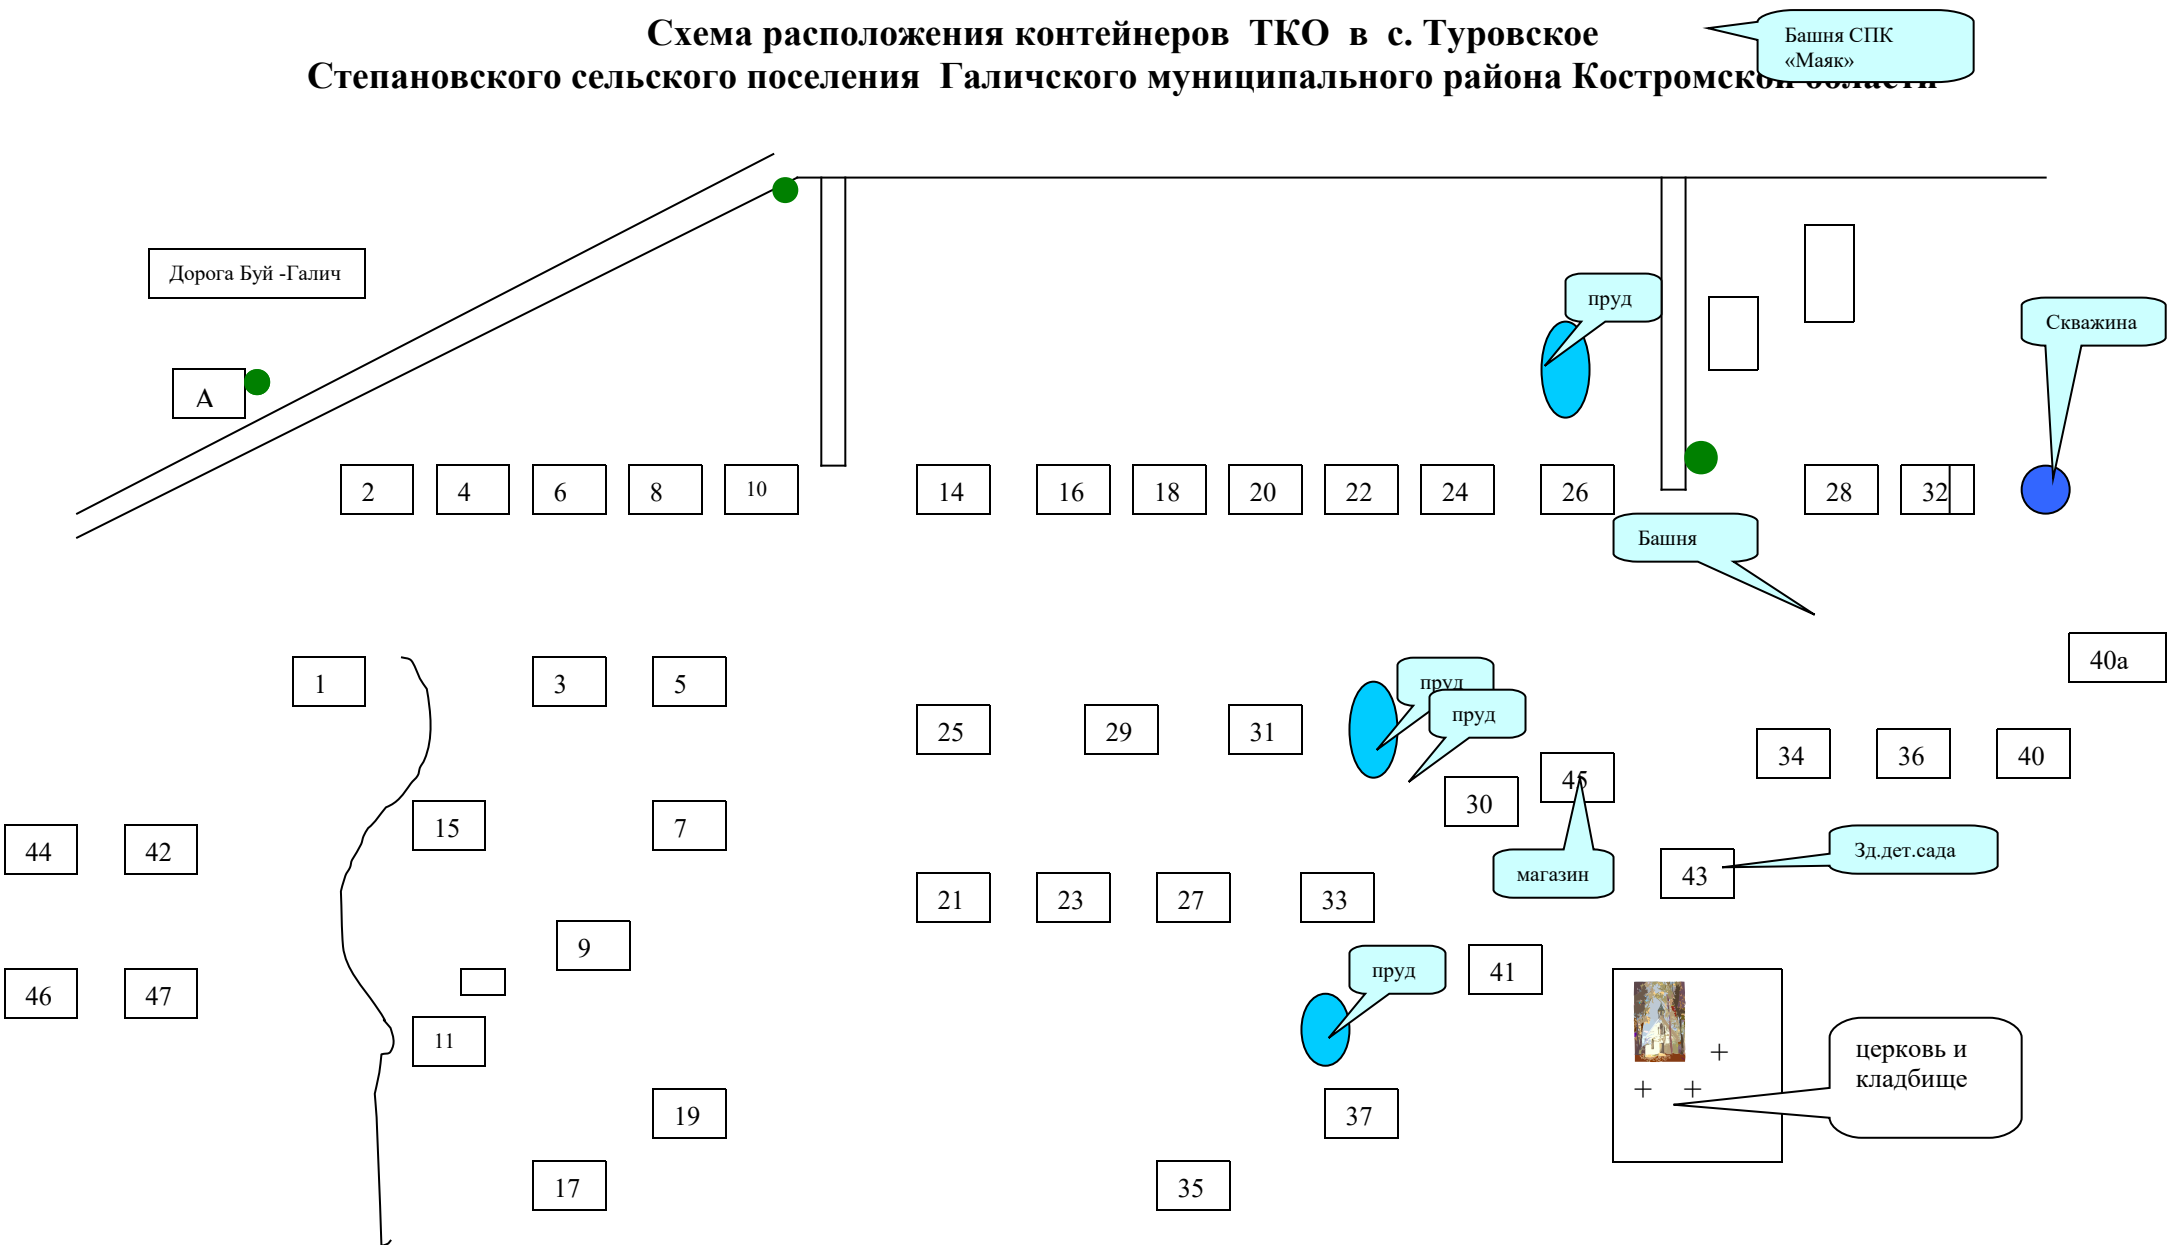 Схема расположения контейнеров ТКО в с. Туровское
Степановского сельского поселения Галичского муниципального района Костромской области
Башня СПК
«Маяк»
Дорога Буй -Галич
пруд
Скважина
А
2 4 6 8 10 14 16 18 20 22 24 26 28 32
Башня
40а
1 3 5
пруд
пруд
25 29 31
34 36 40
45
30
15 7
44 42
Зд.дет.сада
магазин
43
21 23 27 33
9
пруд
41
46 47
11
церковь и
кладбище
+
+ +
19 37
17 35